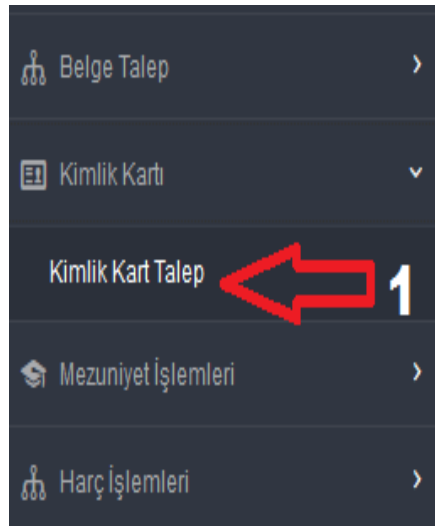 Belge Talep
Kimlik Kartı
Kimlik Kart Talep
1
Mezuniyet İşlemleri
Harç İşlemleri